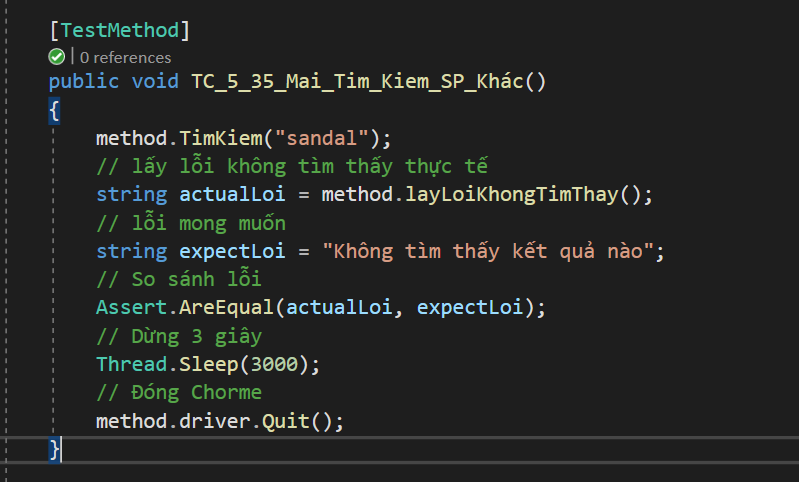 [TestMethod]
0 references
public void TC_5_35_Mai_Tim_Kiem_SP_Khác()
{
method.TimKiem("sandal");
// lấy lỗi không tìm thấy thực tế
string actualLoi = method.layLoiKhongTimThay();
// lỗi mong muốn
string expectLoi = "Không tìm thấy kết quả nào";
// So sánh lỗi
Assert.AreEqual(actualLoi, expectLoi);
// Dừng 3 giây
Thread.Sleep(3000);
// Đóng Chorme
method.driver.Quit();
}